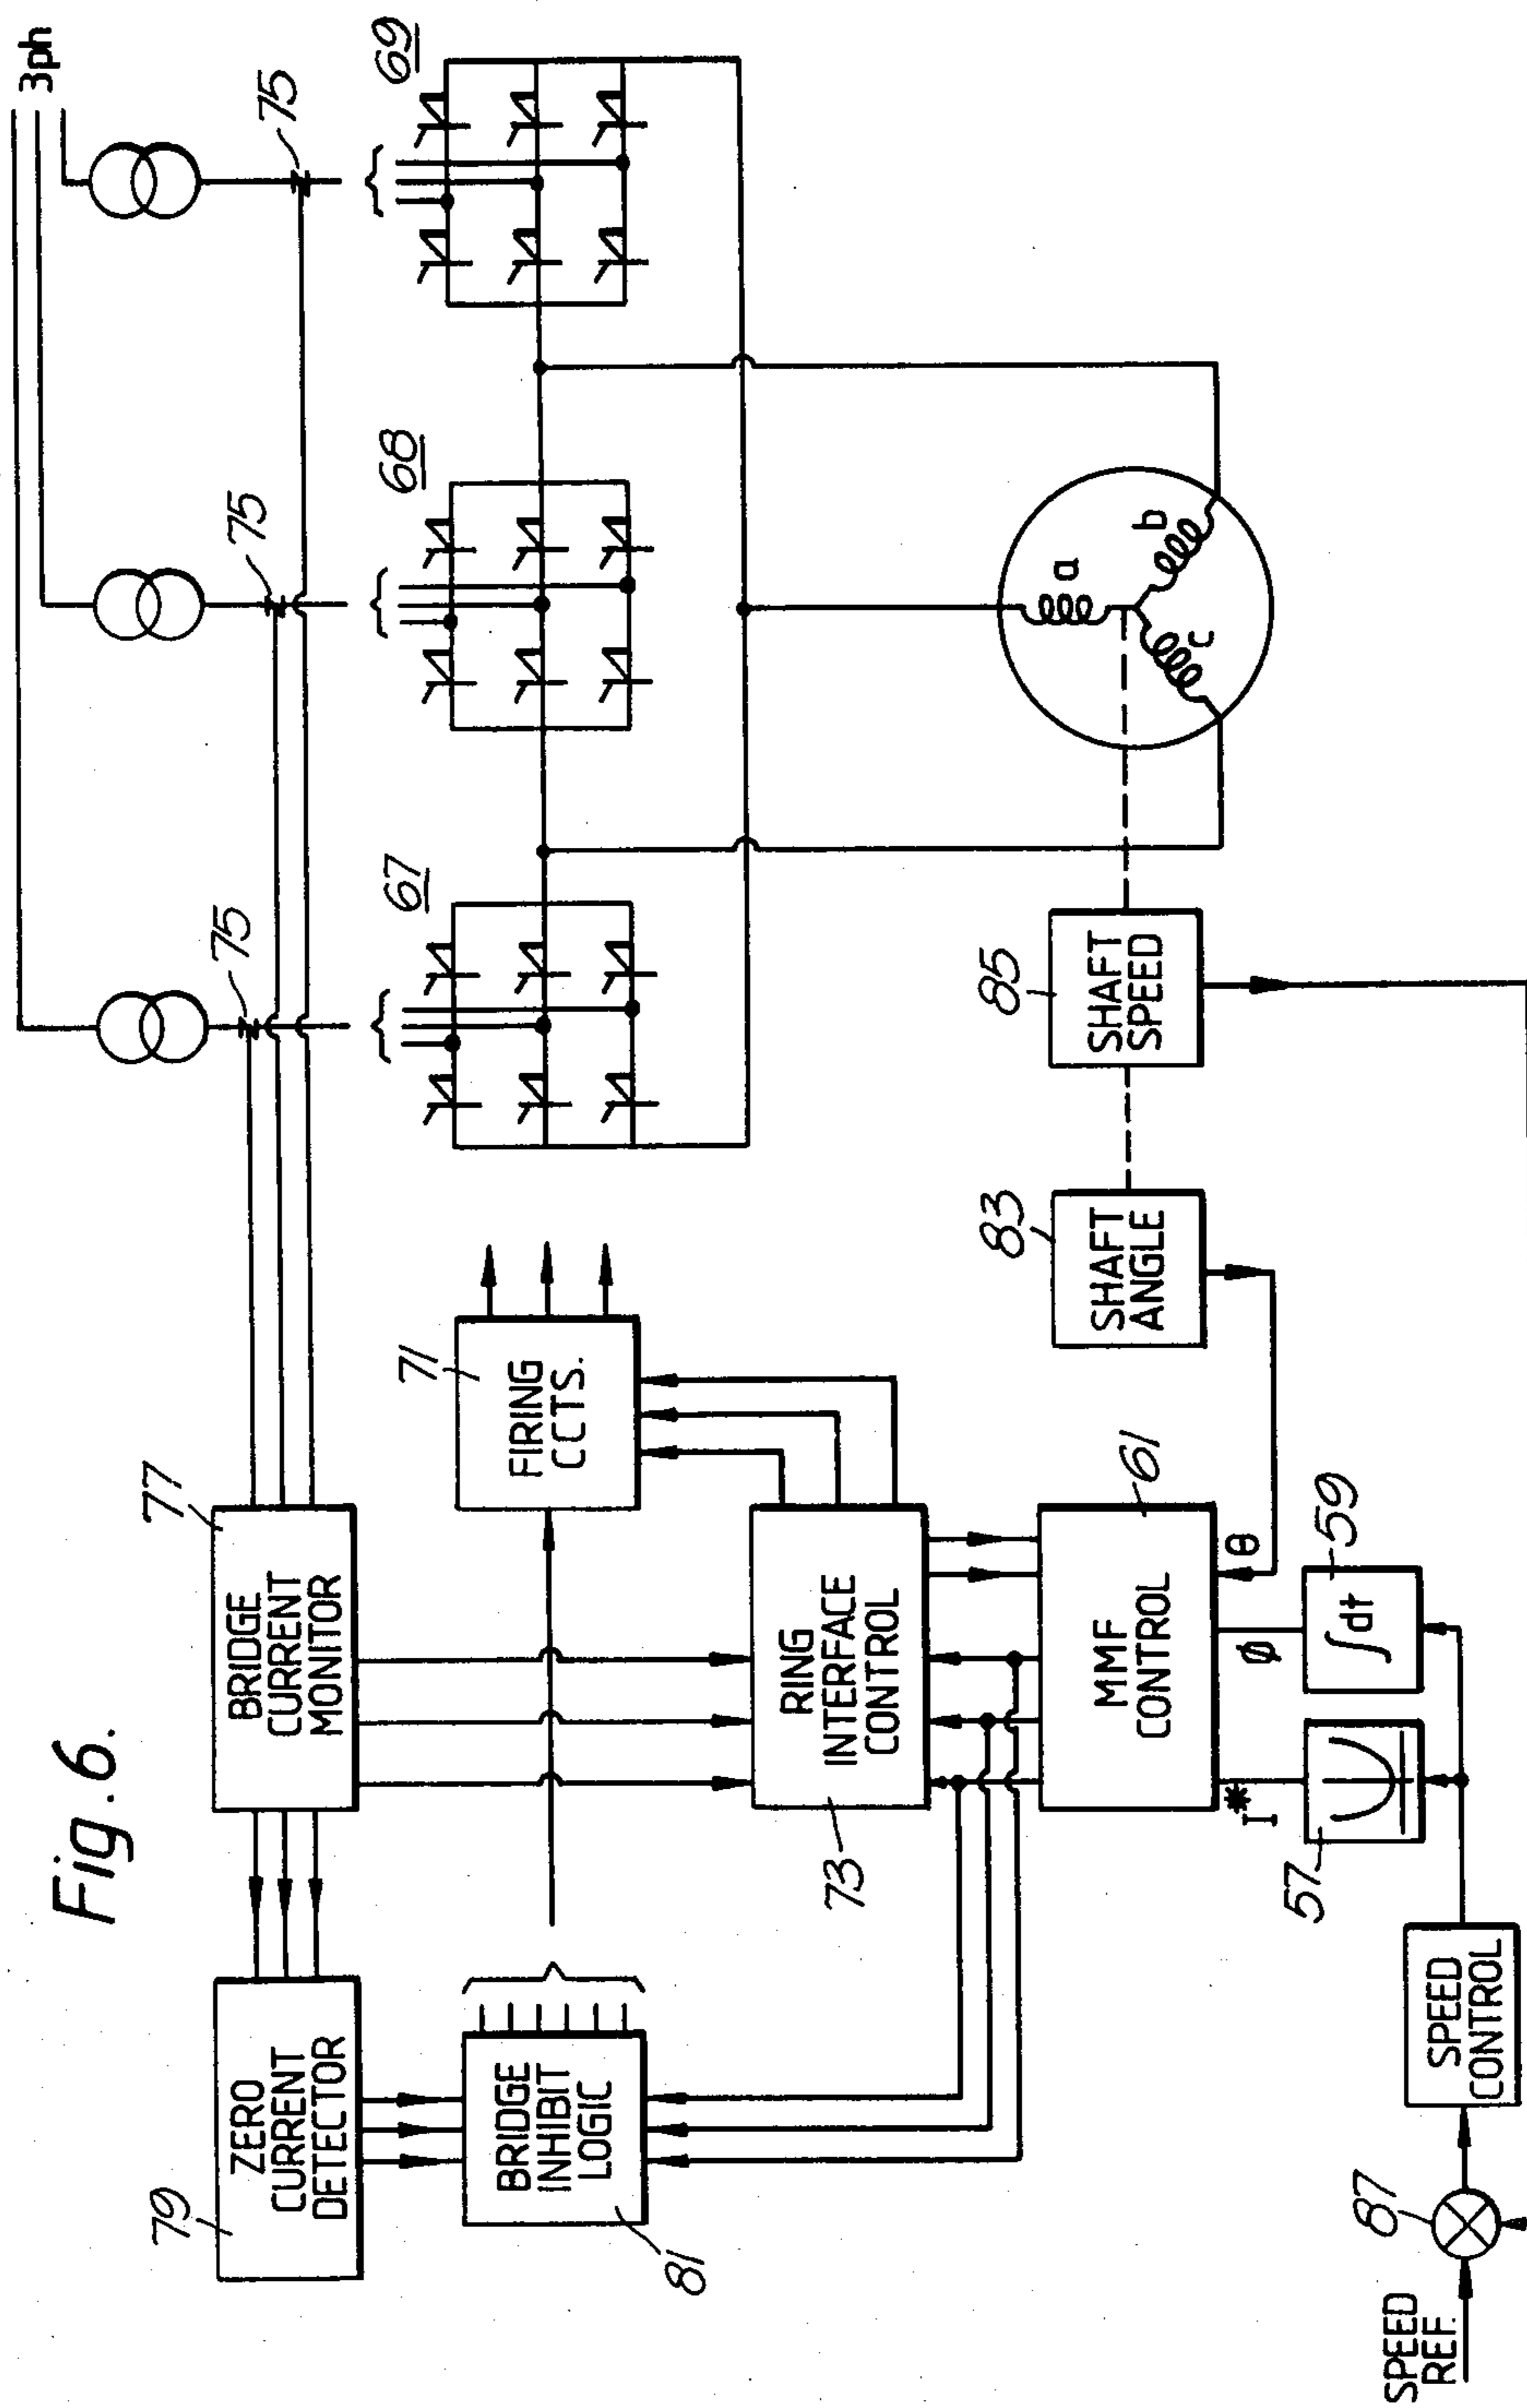 Fig. 6.
3ph
75
75
75
77
BRIDGE
CURRENT
MONITOR
79
ZERO
CURRENT
DETECTOR
67
68
69
71
FIRING
CCTS.
81
BRIDGE
INHIBIT
LOGIC
73
RING
INTERFACE
CONTROL
a
b
c
83
SHAFT
ANGLE
85
SHAFT
SPEED
61
MMF
CONTROL
I*
Ø
θ
57
59
∫dt
SPEED
CONTROL
87
SPEED
REF.